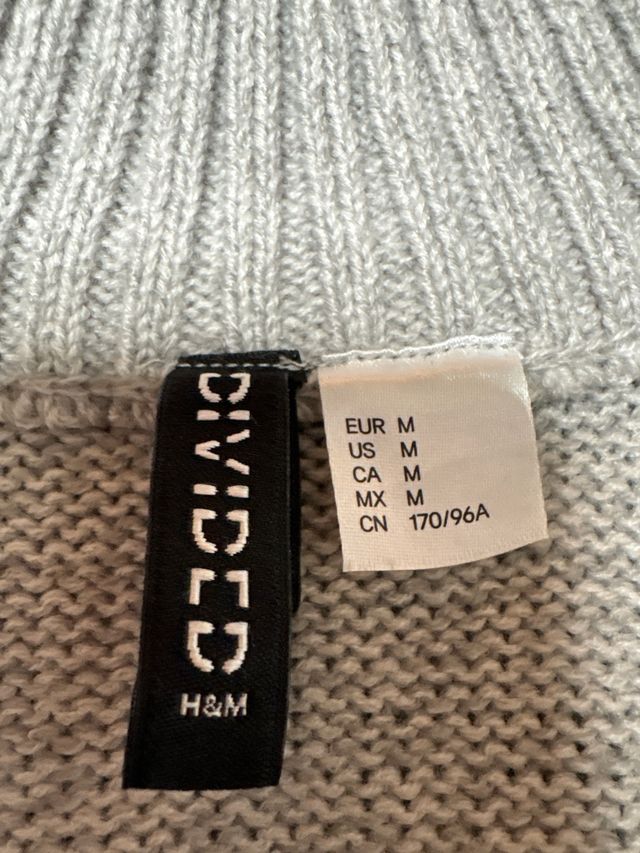 DIVIDED
H&M
EUR M
US M
CA M
MX M
CN 170/96A